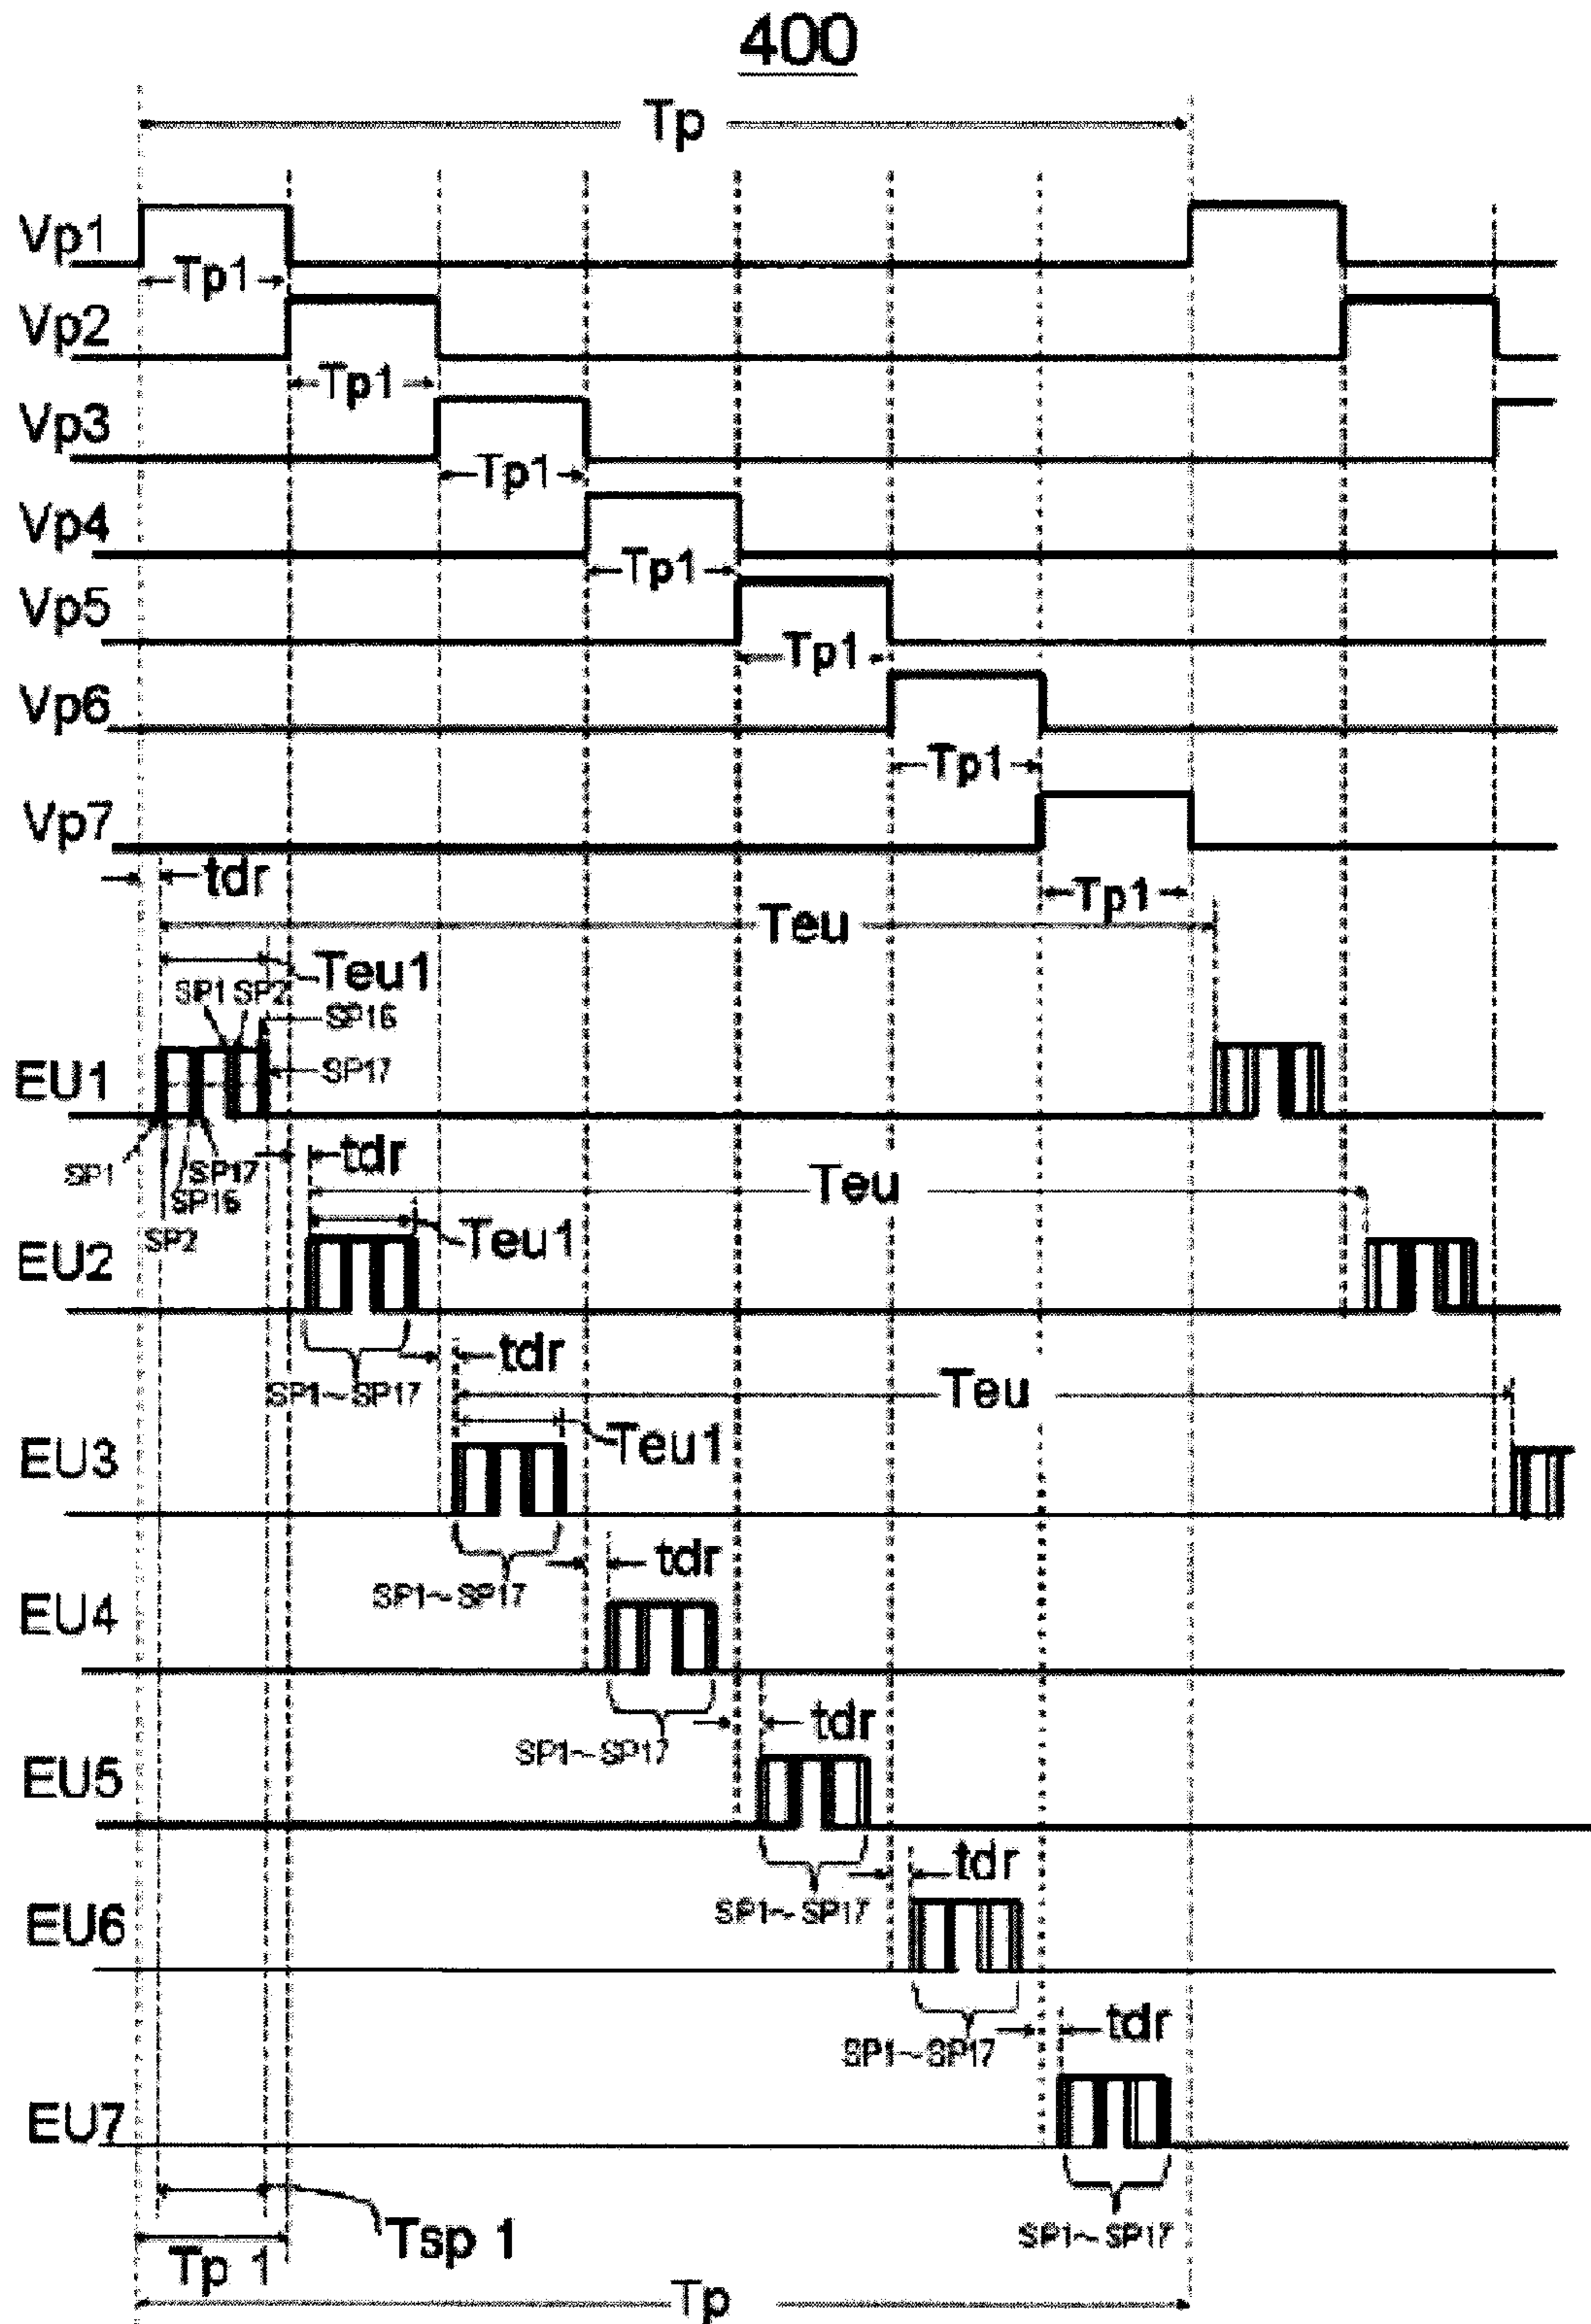 400
Tp
Vp1
Tp1
Vp2
Tp1
Vp3
Tp1
Vp4
Tp1
Vp5
Tp1
Vp6
Tp1
Vp7
tdr
Tp1
Teu
Teu1
SP1 SP2
SP16
SP17
EU1
tdr
SP1
SP17
SP16
SP2
Teu
Teu1
EU2
tdr
SP1~SP17
Teu
Teu1
EU3
tdr
SP1~SP17
EU4
tdr
SP1~SP17
EU5
tdr
SP1~SP17
EU6
tdr
SP1~SP17
EU7
SP1~SP17
Tsp 1
Tp 1
Tp